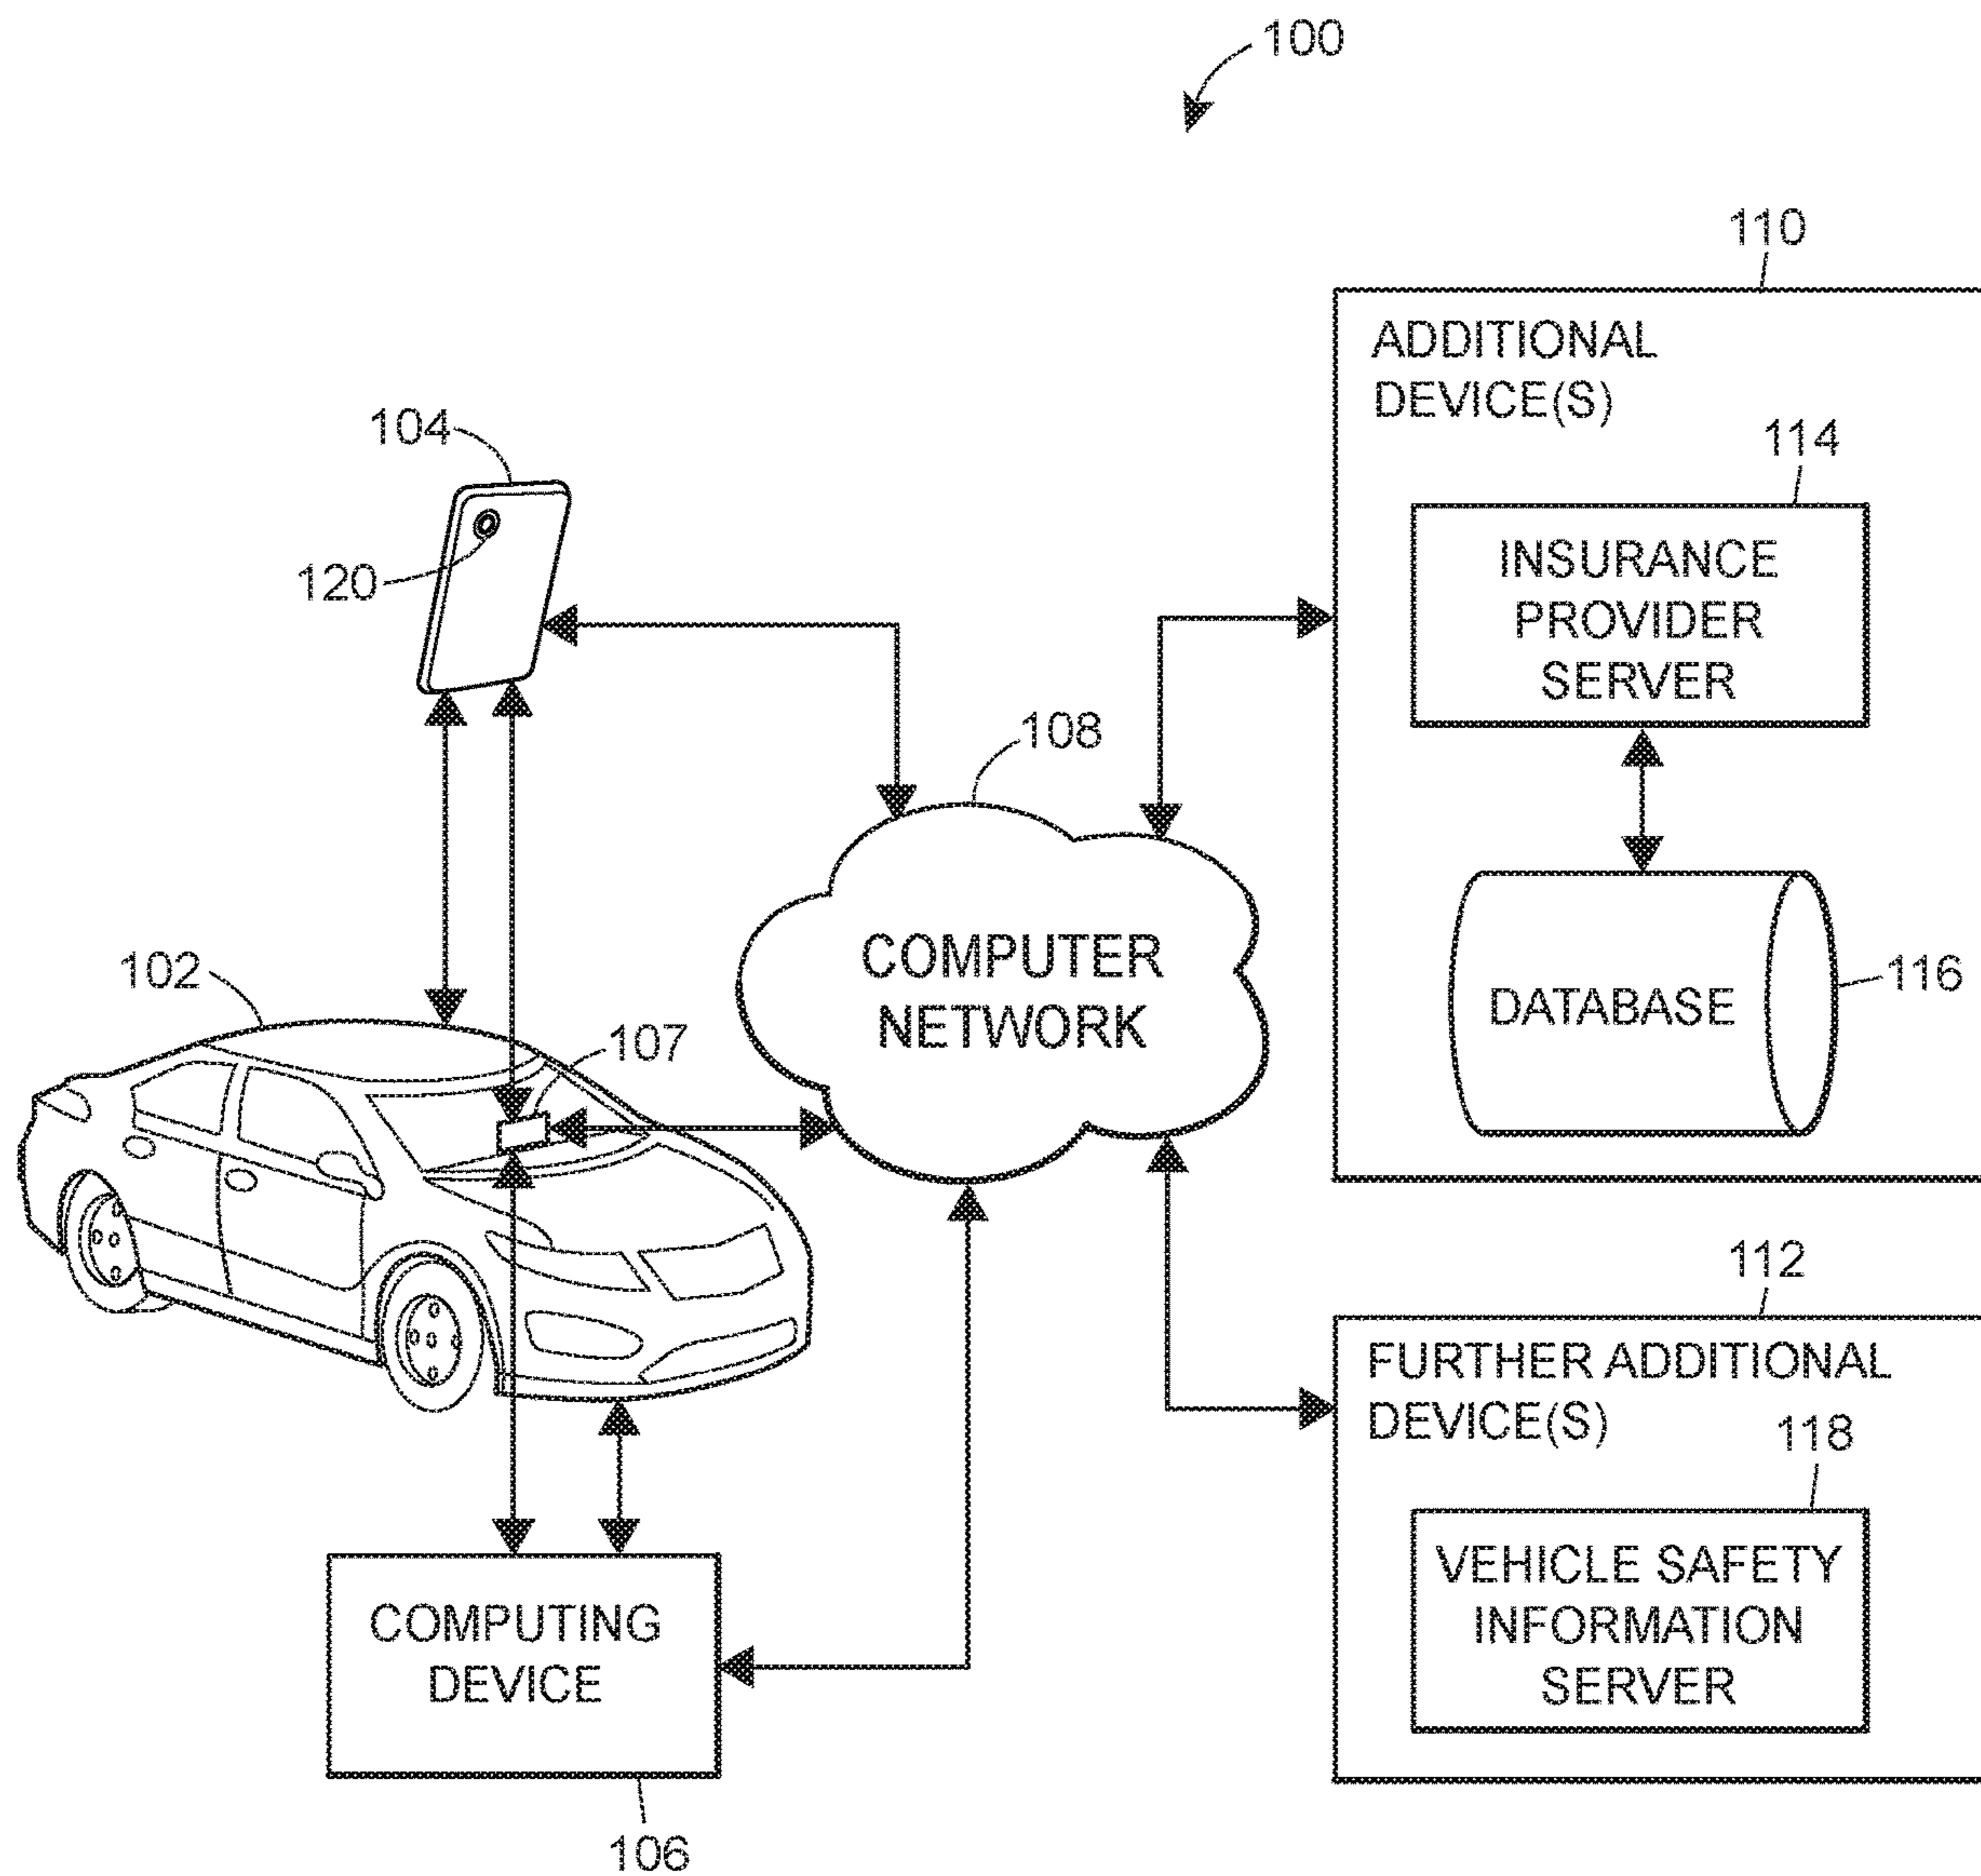 100
110
ADDITIONAL
DEVICE(S)
114
INSURANCE
PROVIDER
SERVER
104
120
108
COMPUTER
NETWORK
DATABASE
116
102
107
112
FURTHER ADDITIONAL
DEVICE(S)
118
VEHICLE SAFETY
INFORMATION
SERVER
COMPUTING
DEVICE
106